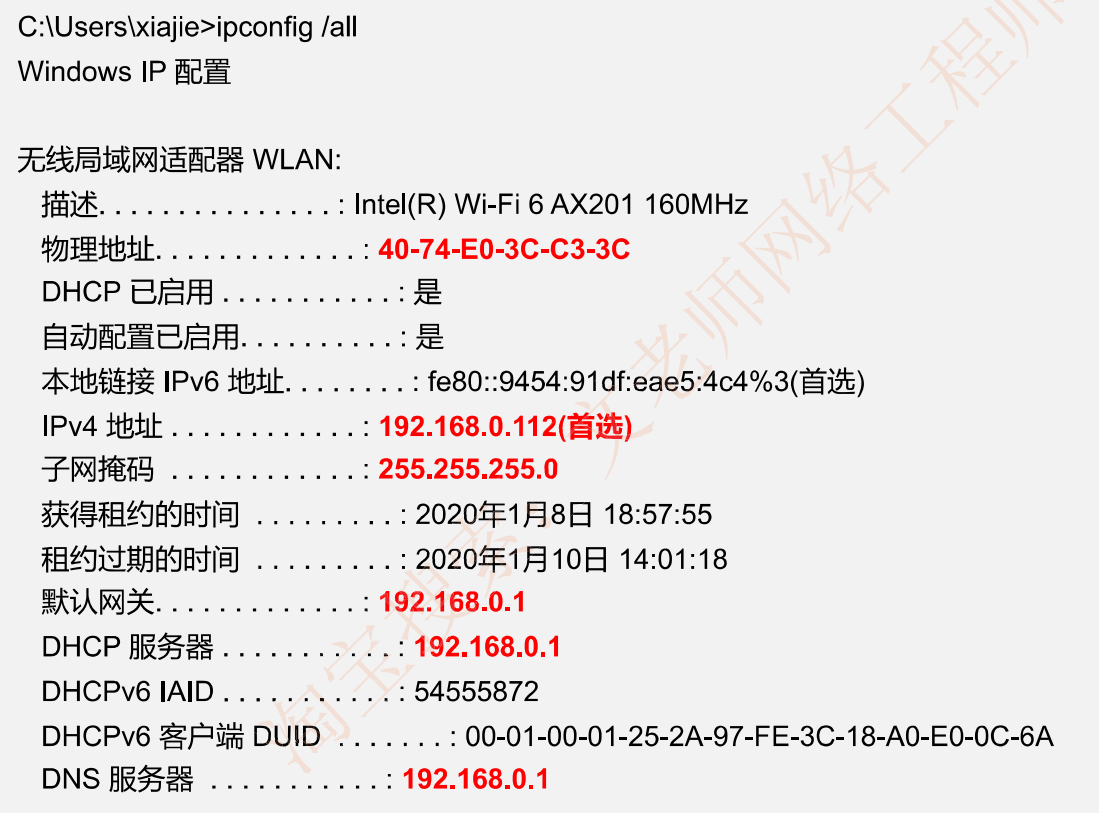 C:\Users\xiajie>ipconfig /all
Windows IP 配置
无线局域网适配器 WLAN:
描述. . . . . . . . . . . . . . . : Intel(R) Wi-Fi 6 AX201 160MHz
物理地址. . . . . . . . . . . . . : 40-74-E0-3C-C3-3C
DHCP 已启用 . . . . . . . . . . . : 是
自动配置已启用. . . . . . . . . . : 是
本地链接 IPv6 地址. . . . . . . . : fe80::9454:91df:eae5:4c4%3(首选)
IPv4 地址 . . . . . . . . . . . . : 192.168.0.112(首选)
子网掩码 . . . . . . . . . . . . : 255.255.255.0
获得租约的时间 . . . . . . . . . : 2020年1月8日 18:57:55
租约过期的时间 . . . . . . . . . : 2020年1月10日 14:01:18
默认网关. . . . . . . . . . . . . : 192.168.0.1
DHCP 服务器 . . . . . . . . . . . : 192.168.0.1
DHCPv6 IAID . . . . . . . . . . . : 54555872
DHCPv6 客户端 DUID . . . . . . . : 00-01-00-01-25-2A-97-FE-3C-18-A0-E0-0C-6A
DNS 服务器 . . . . . . . . . . . : 192.168.0.1
淘宝搜索：文老师网络工程师